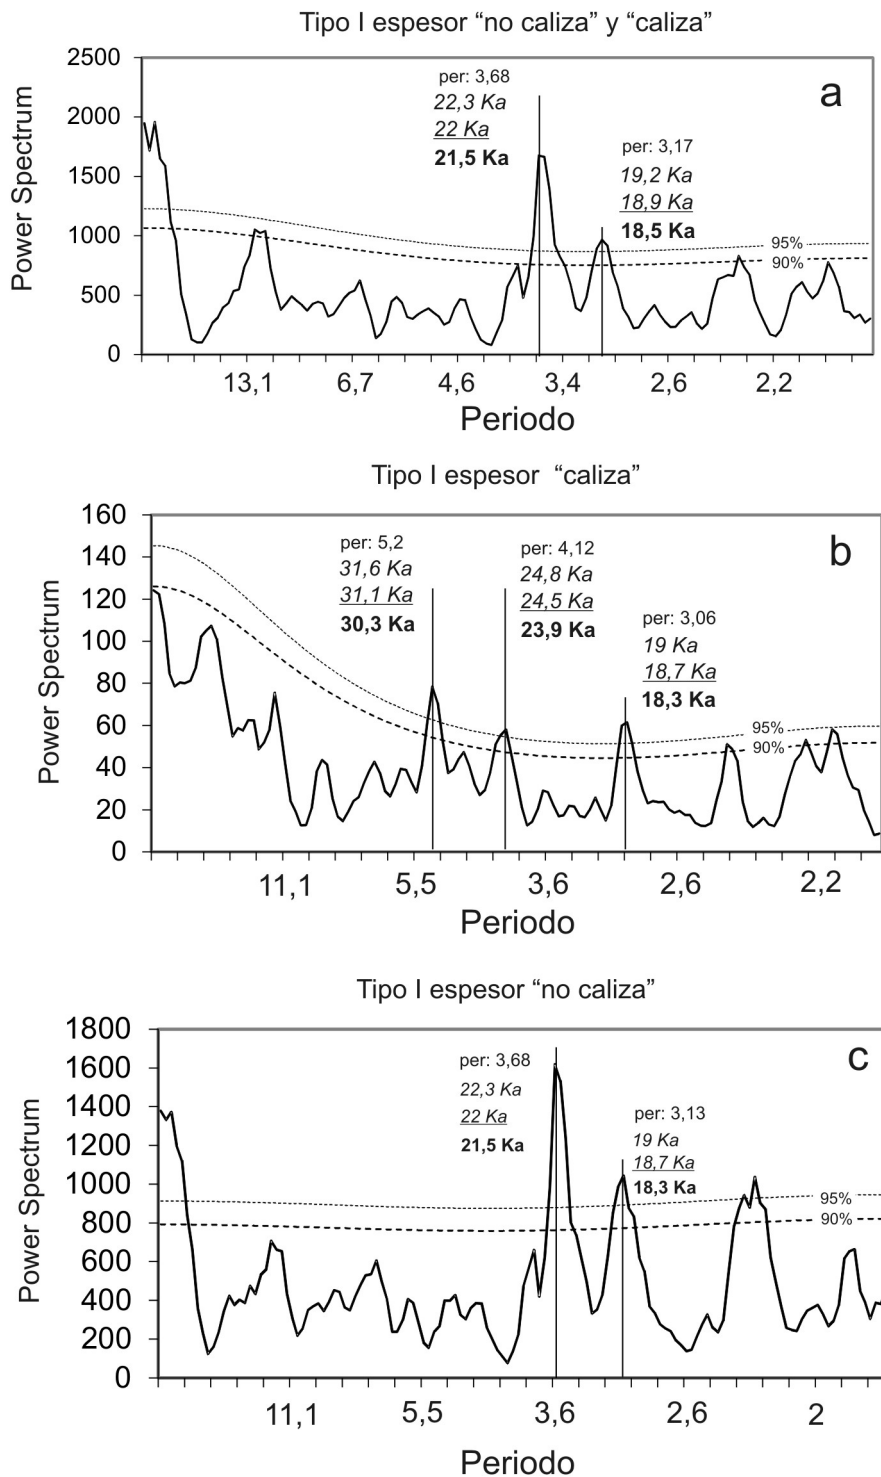 Tipo I espesor “no caliza” y “caliza”
2500
2000
1500
1000
500
0
Power Spectrum
a
per: 3,68
22,3 Ka
22 Ka
21,5 Ka
per: 3,17
19,2 Ka
18,9 Ka
18,5 Ka
95%
90%
13,1 6,7 4,6 3,4 2,6 2,2
Periodo
Tipo I espesor “caliza”
160
140
120
100
80
60
40
20
0
Power Spectrum
b
per: 5,2
31,6 Ka
31,1 Ka
30,3 Ka
per: 4,12
24,8 Ka
24,5 Ka
23,9 Ka
per: 3,06
19 Ka
18,7 Ka
18,3 Ka
95%
90%
11,1 5,5 3,6 2,6 2,2
Periodo
Tipo I espesor “no caliza”
1800
1600
1400
1200
1000
800
600
400
200
0
Power Spectrum
c
per: 3,68
22,3 Ka
22 Ka
21,5 Ka
per: 3,13
19 Ka
18,7 Ka
18,3 Ka
95%
90%
11,1 5,5 3,6 2,6 2
Periodo